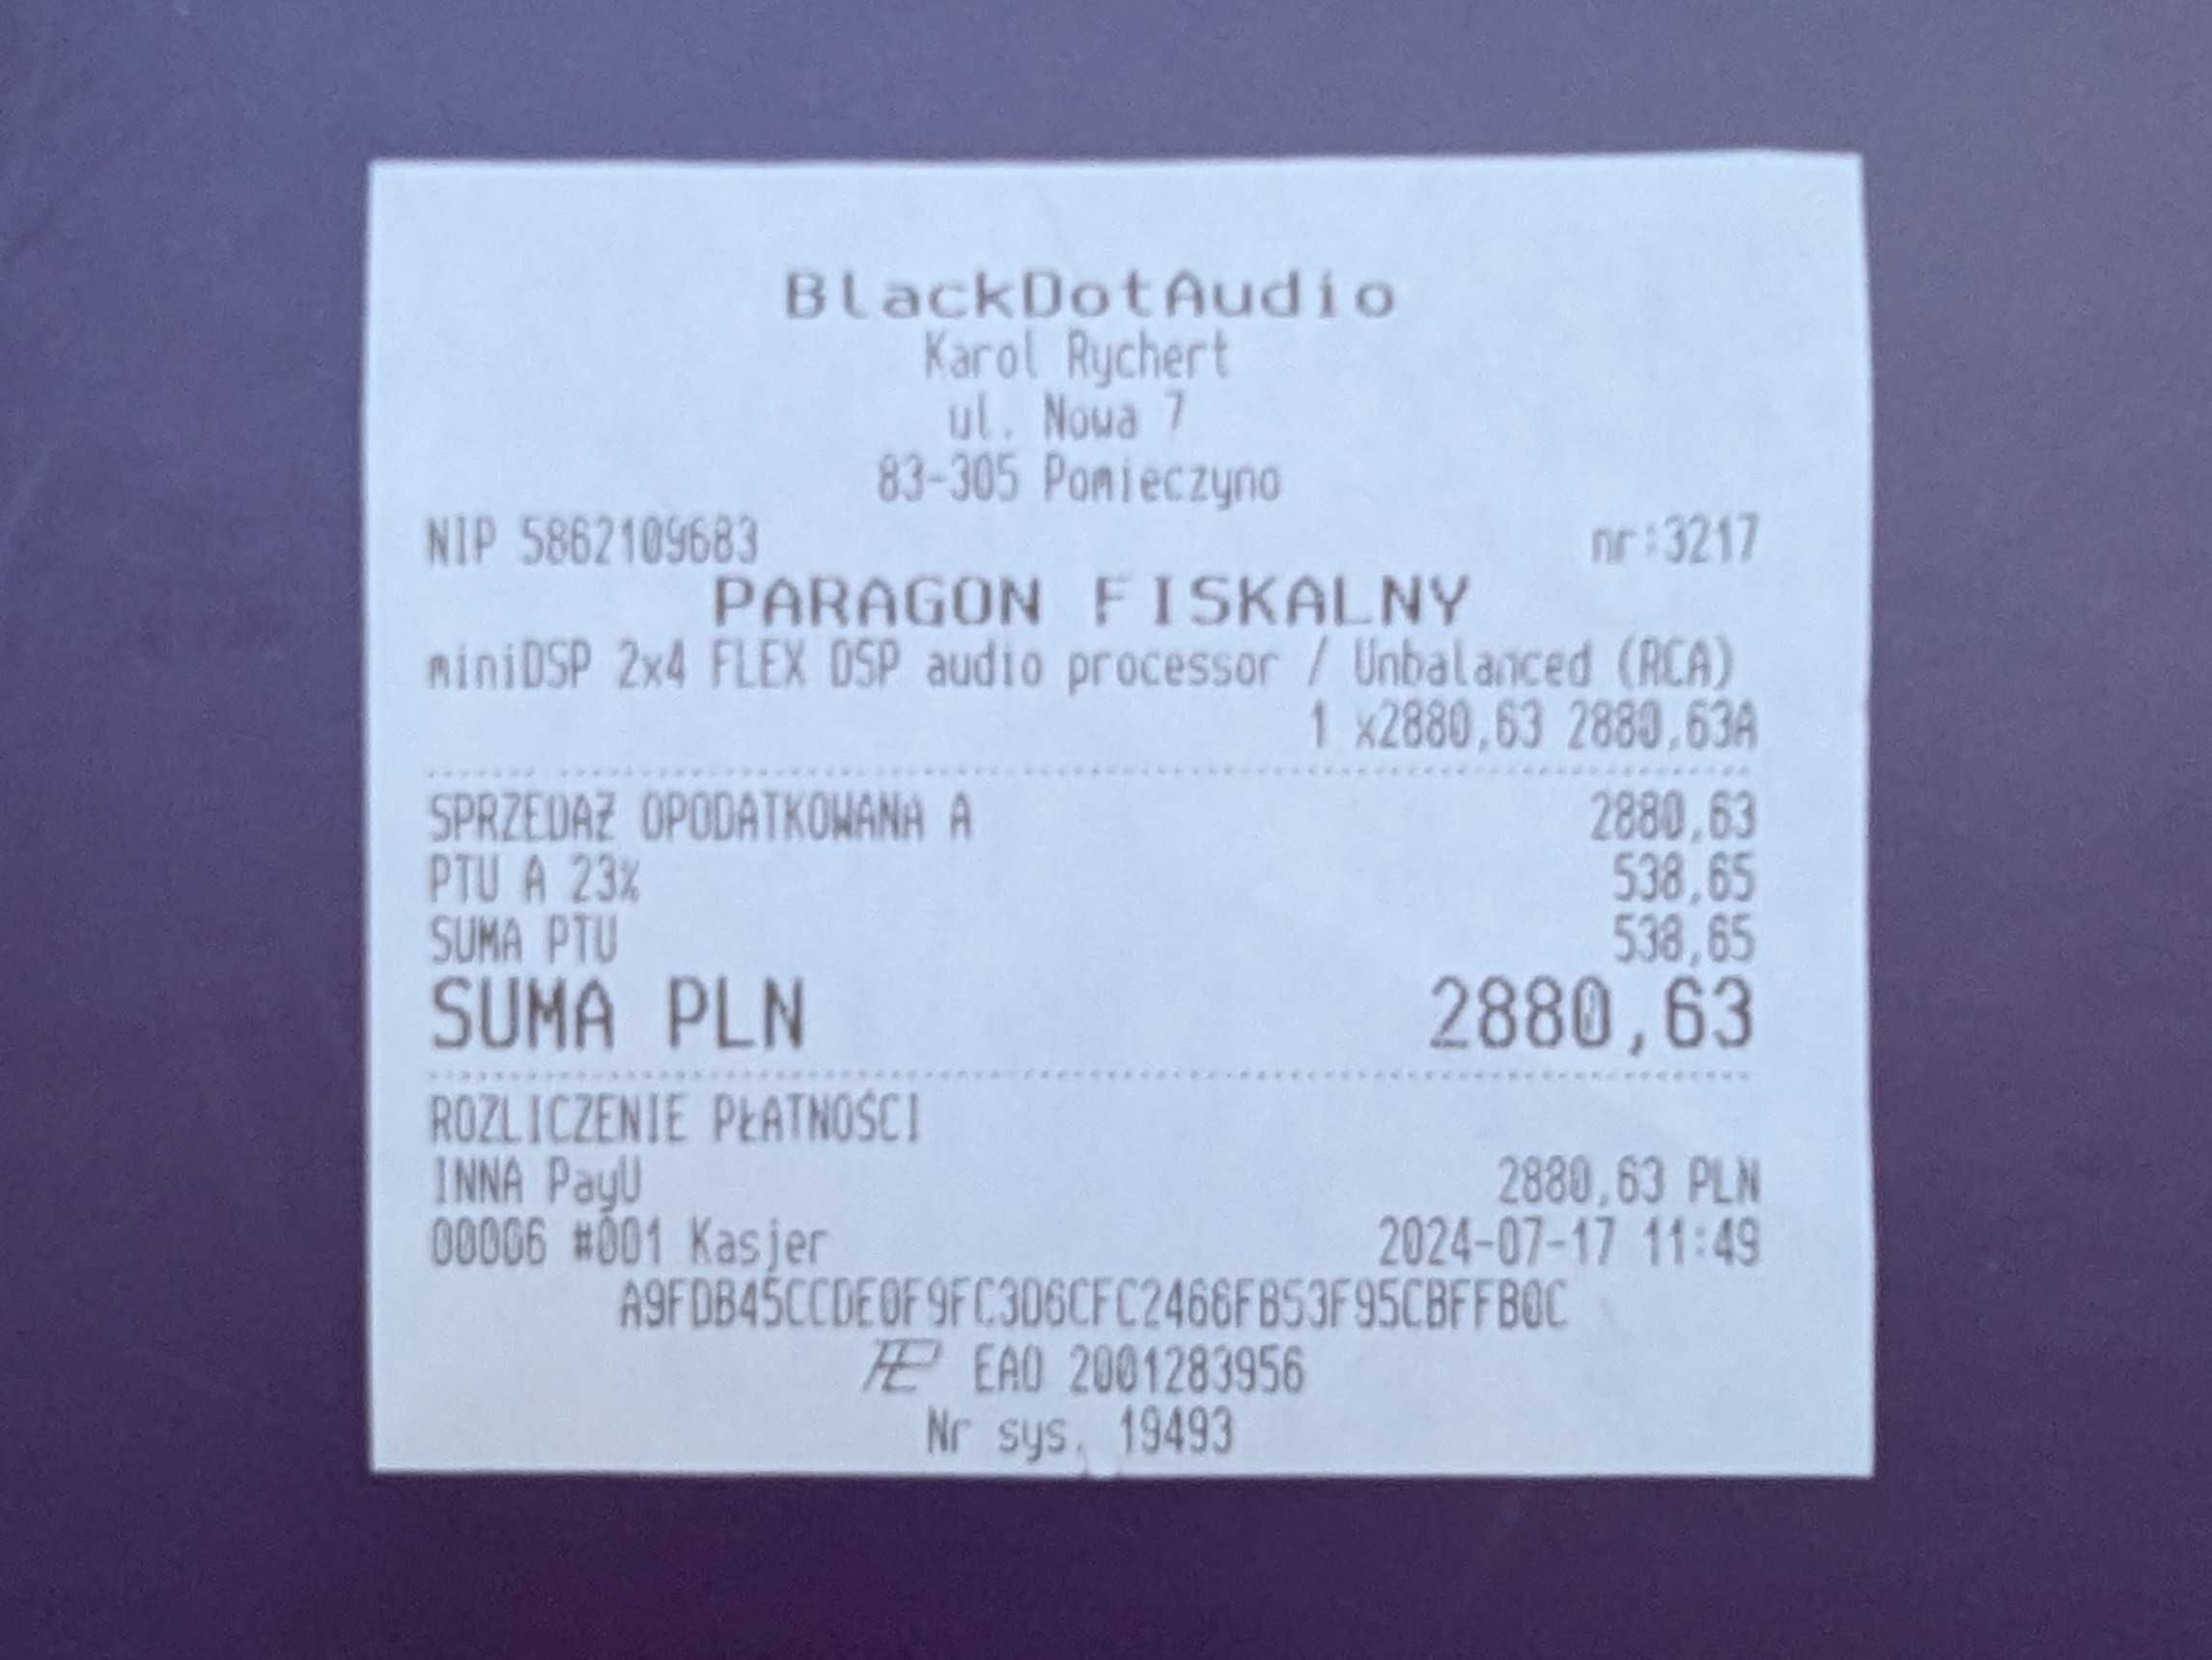 BlackDotAudio
Karol Rychert
ul. Nowa 7
83-305 Pomieczyno
NIP 5862109683 nr:3217
PARAGON FISKALNY
miniDSP 2x4 FLEX DSP audio processor / Unbalanced (RCA)
1 x2880,63 2880,63A
SPRZEDAŻ OPODATKOWANA A 2880,63
PTU A 23% 538,65
SUMA PTU 538,65
SUMA PLN 2880,63
ROZLICZENIE PŁATNOŚCI
INNA PayU 2880,63 PLN
00006 #001 Kasjer 2024-07-17 11:49
A9FDB45CCDE0F9FC3D6CFC2466FB53F95CBFFB0C
EAO 2001283956
Nr sys. 19493